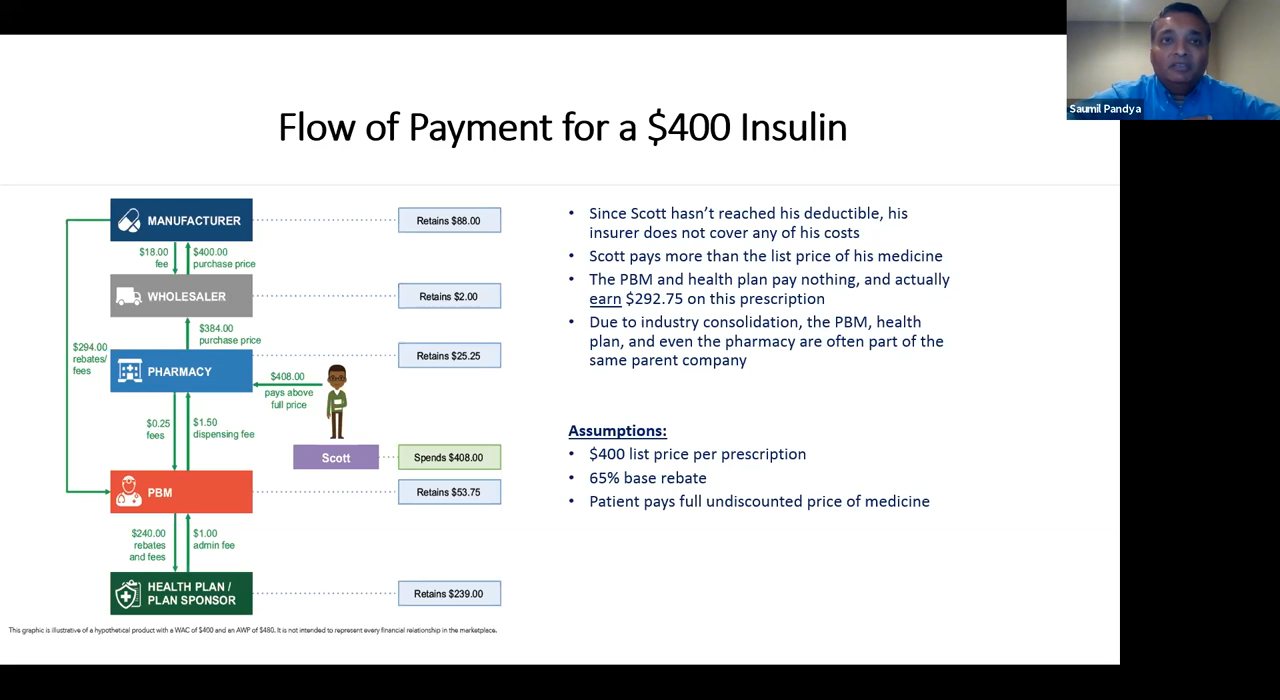 Saumil Pandya
Flow of Payment for a $400 Insulin
MANUFACTURER
Retains $88.00
$18.00
fee
$400.00
purchase price
WHOLESALER
Retains $2.00
$384.00
purchase price
$294.00
rebates/
fees
PHARMACY
Retains $25.25
$408.00
pays above
full price
$0.25
fees
$1.50
dispensing fee
Scott
Spends $408.00
PBM
Retains $53.75
$240.00
rebates
and fees
$1.00
admin fee
HEALTH PLAN /
PLAN SPONSOR
Retains $239.00
This graphic is illustrative of a hypothetical product with a WAC of $400 and an AWP of $480. It is not intended to represent every financial relationship in the marketplace.
• Since Scott hasn't reached his deductible, his
insurer does not cover any of his costs
• Scott pays more than the list price of his medicine
• The PBM and health plan pay nothing, and actually
earn $292.75 on this prescription
• Due to industry consolidation, the PBM, health
plan, and even the pharmacy are often part of the
same parent company
Assumptions:
• $400 list price per prescription
• 65% base rebate
• Patient pays full undiscounted price of medicine